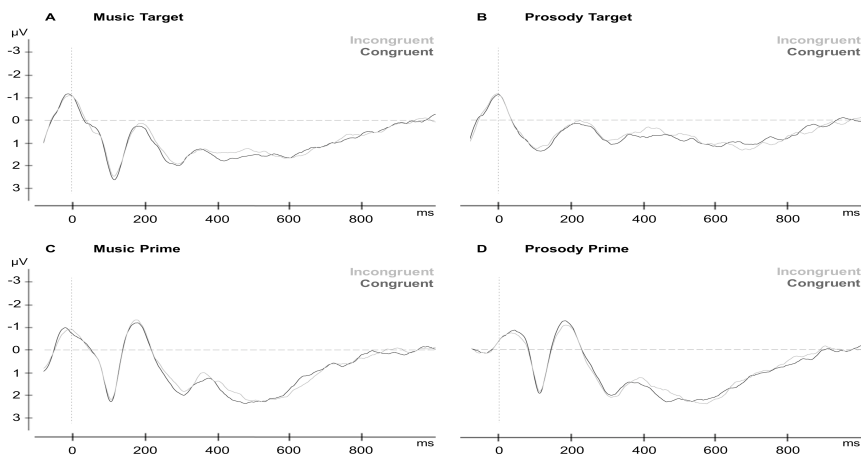 A Music Target
µV
Incongruent
Congruent
-3
-2
-1
0
1
2
3
0 200 400 600 800 ms
B Prosody Target
Incongruent
Congruent
0 200 400 600 800 ms
C Music Prime
µV
Incongruent
Congruent
-3
-2
-1
0
1
2
3
0 200 400 600 800 ms
D Prosody Prime
Incongruent
Congruent
0 200 400 600 800 ms